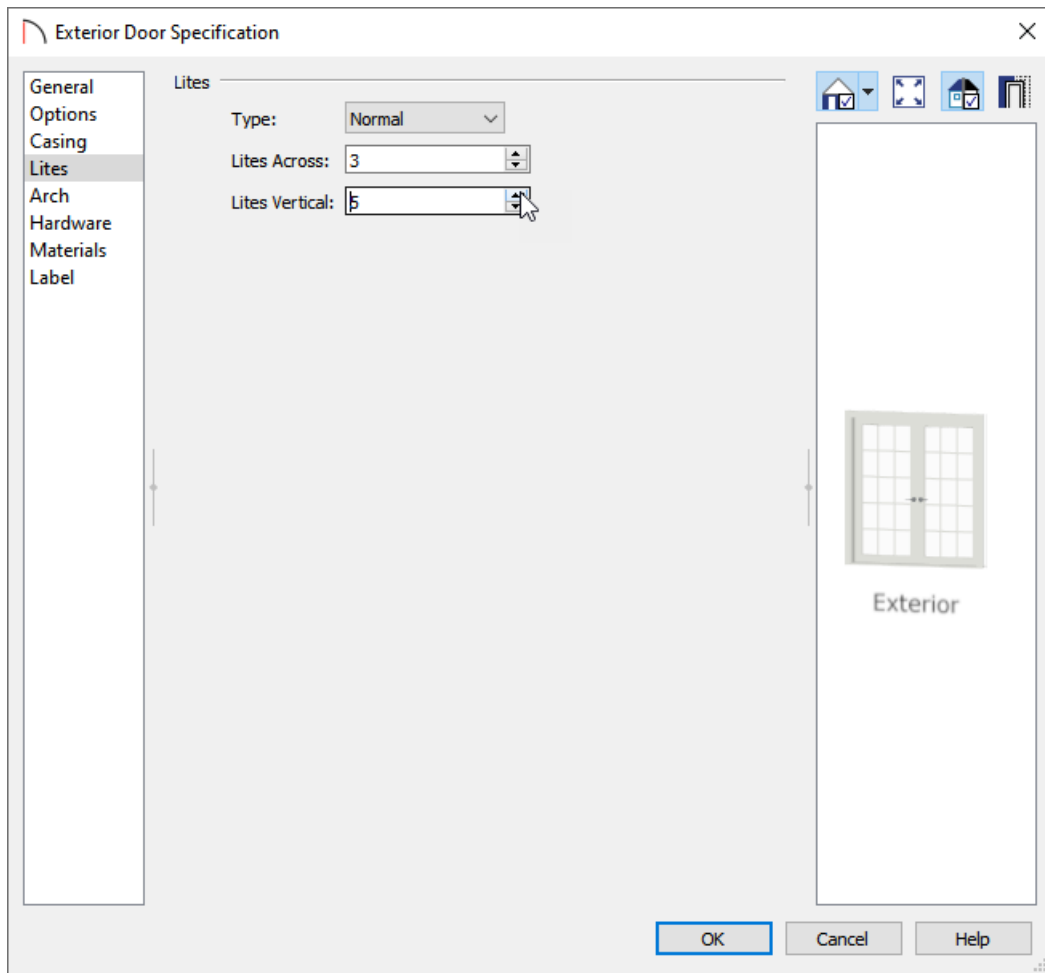 Exterior Door Specification
General
Options
Casing
Lites
Arch
Hardware
Materials
Label
Lites
Type: Normal
Lites Across: 3
Lites Vertical: 5
Exterior
OK Cancel Help